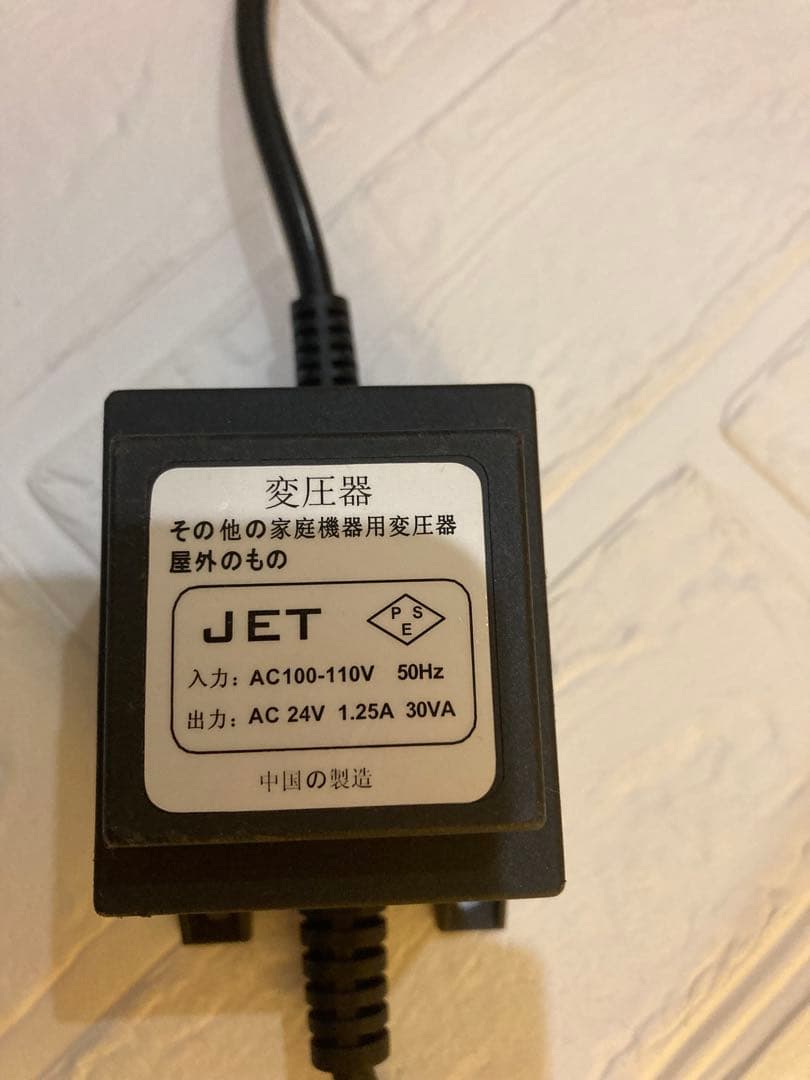 変圧器
その他の家庭機器用変圧器
屋外のもの
JET PSE
入力: AC100-110V 50Hz
出力: AC 24V 1.25A 30VA
中国の製造